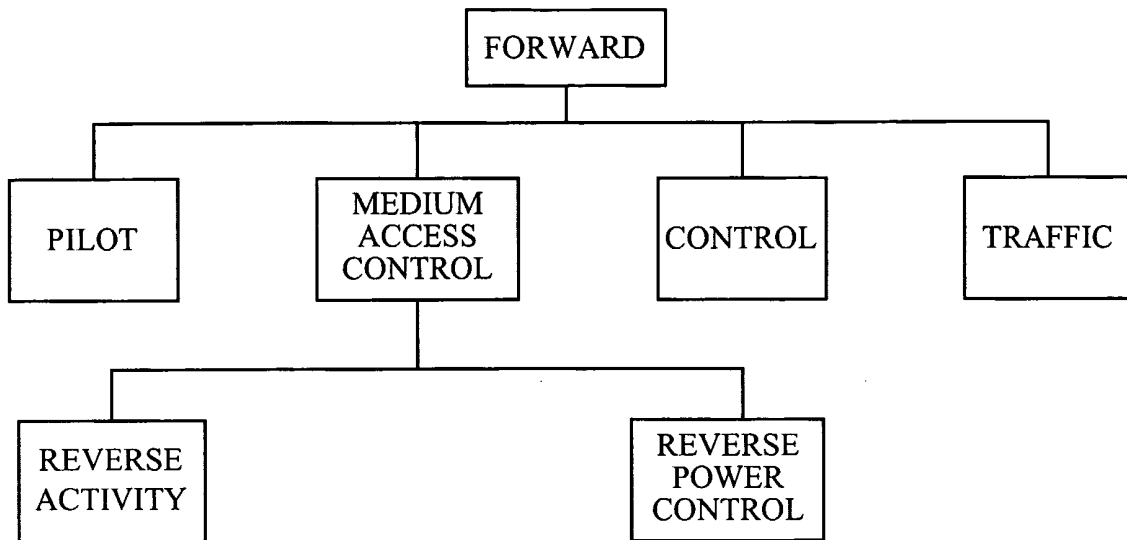 FORWARD
PILOT
MEDIUM
ACCESS
CONTROL
CONTROL
TRAFFIC
REVERSE
ACTIVITY
REVERSE
POWER
CONTROL